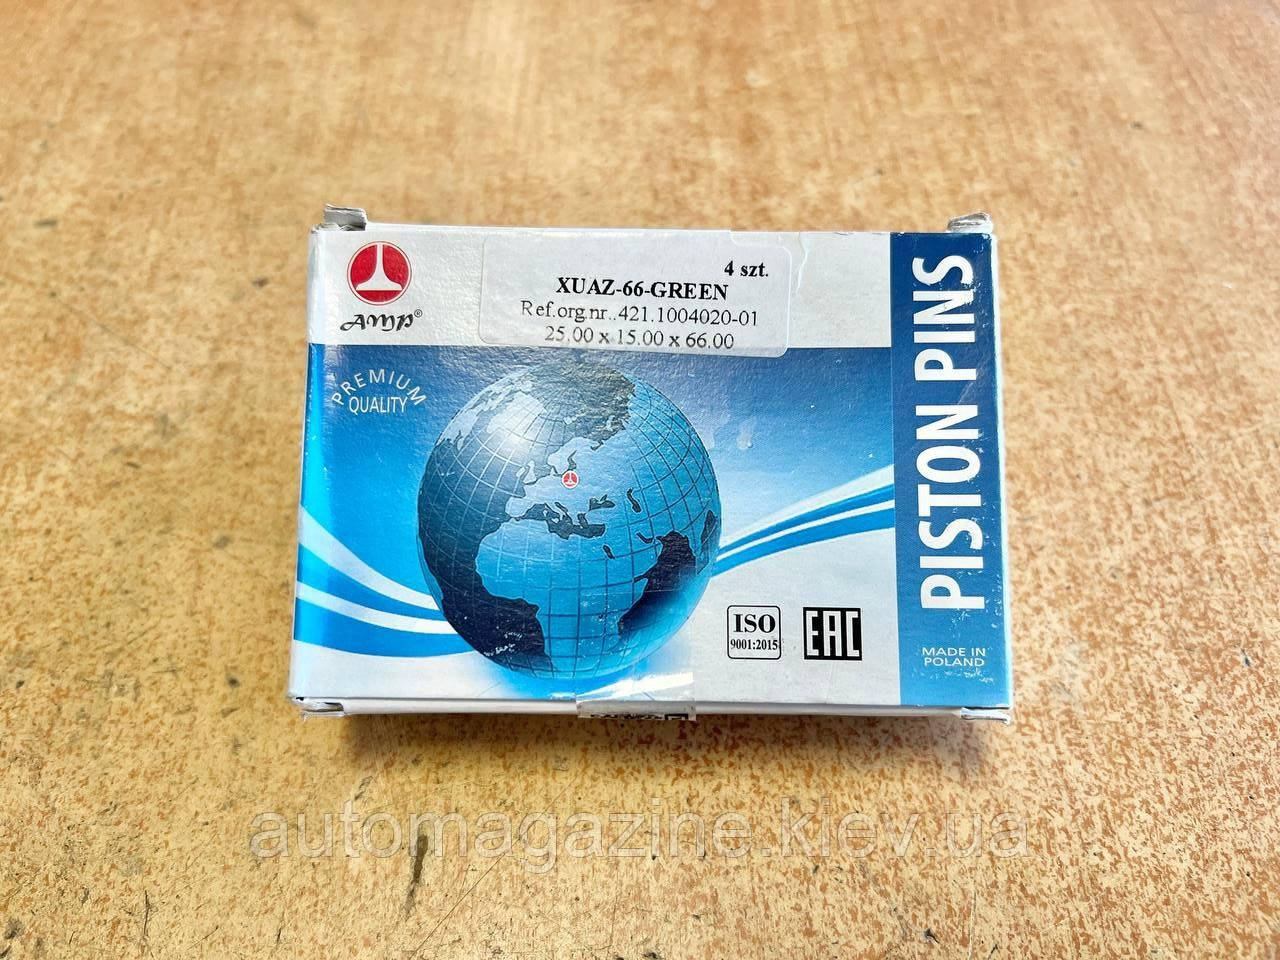 4 szt.
XUAZ-66-GREEN
Ref.org.nr..421.1004020-01
25.00 x 15.00 x 66.00
AMP®
PREMIUM
QUALITY
PISTON PINS
ISO
9001:2015
EAC
MADE IN
POLAND
automagazine.kiev.ua